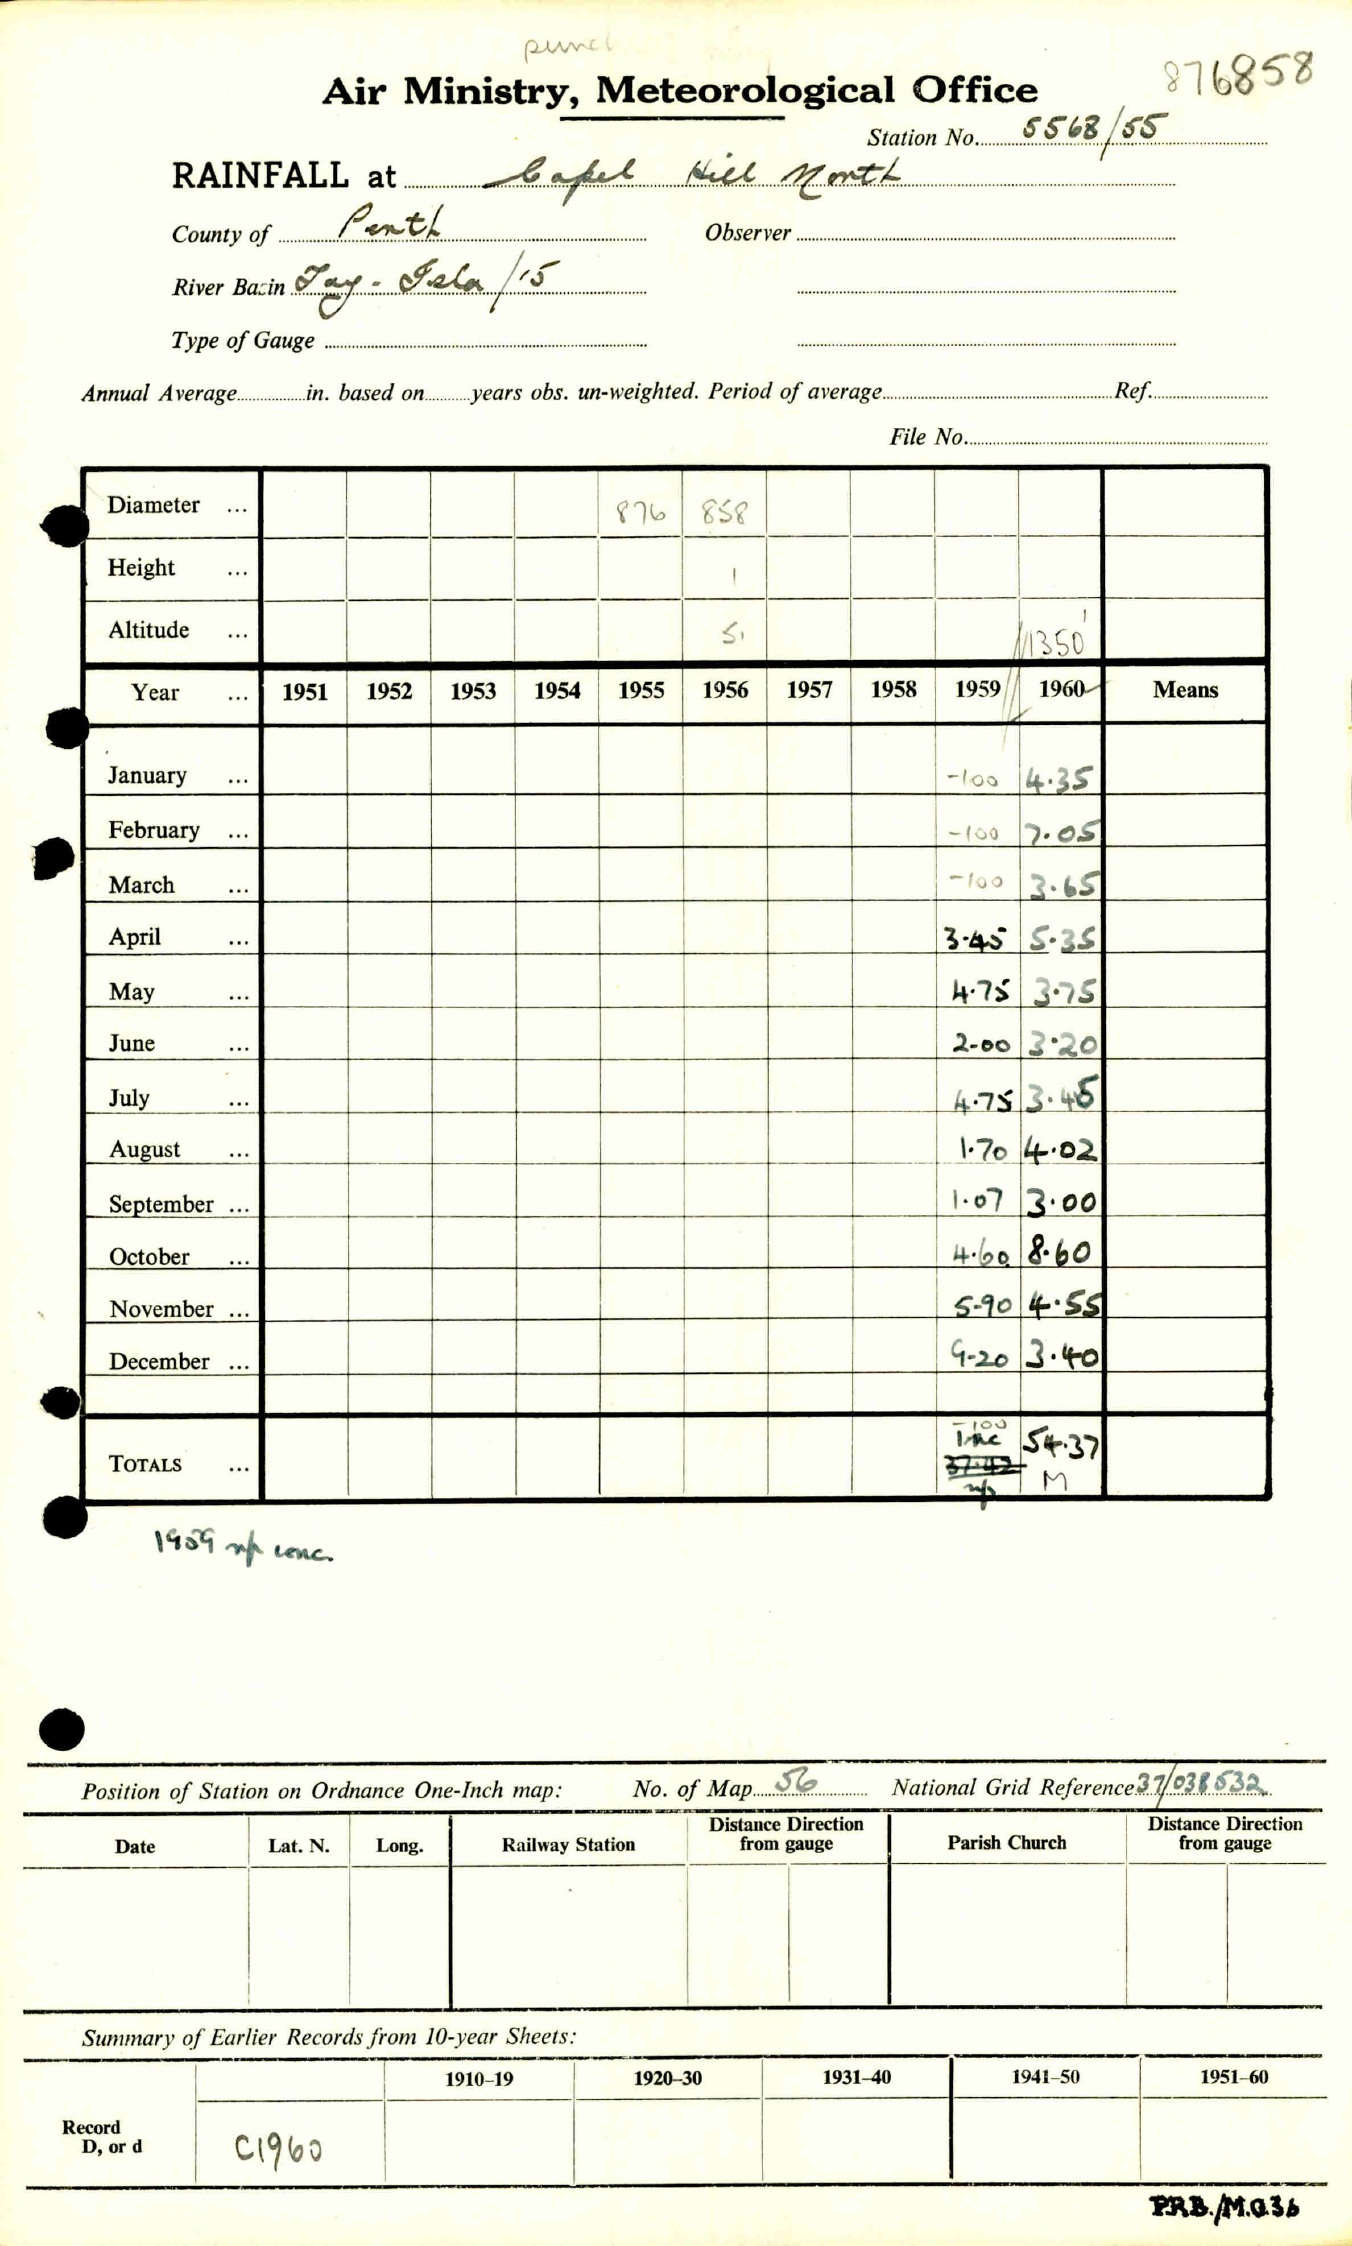 punch
Air Ministry, Meteorological Office
876858
Station No. 5568/55
RAINFALL at Capel Hill North
County of Perth Observer
River Basin Tay - Isla /15
Type of Gauge
Annual Average in. based on years obs. un-weighted. Period of average Ref.
File No.
Diameter ... 876 858
Height ... 1
Altitude ... 5. 1350'
Year ... 1951 1952 1953 1954 1955 1956 1957 1958 1959 1960 Means
January ... -100 4.35
February ... -100 7.05
March ... -100 3.65
April ... 3.45 5.35
May ... 4.75 3.75
June ... 2.00 3.20
July ... 4.75 3.45
August ... 1.70 4.02
September ... 1.07 3.00
October ... 4.60 8.60
November ... 5.90 4.55
December ... 9.20 3.40
-100
Inc 54.37
TOTALS ... 37.42 M
np
1959 np conc.
Position of Station on Ordnance One-Inch map: No. of Map 56 National Grid Reference 37/038532
Date Lat. N. Long. Railway Station Distance Direction from gauge Parish Church Distance Direction from gauge
Summary of Earlier Records from 10-year Sheets:
1910–19 1920–30 1931–40 1941–50 1951–60
Record
D, or d C1960
P.R.B./M.O.36